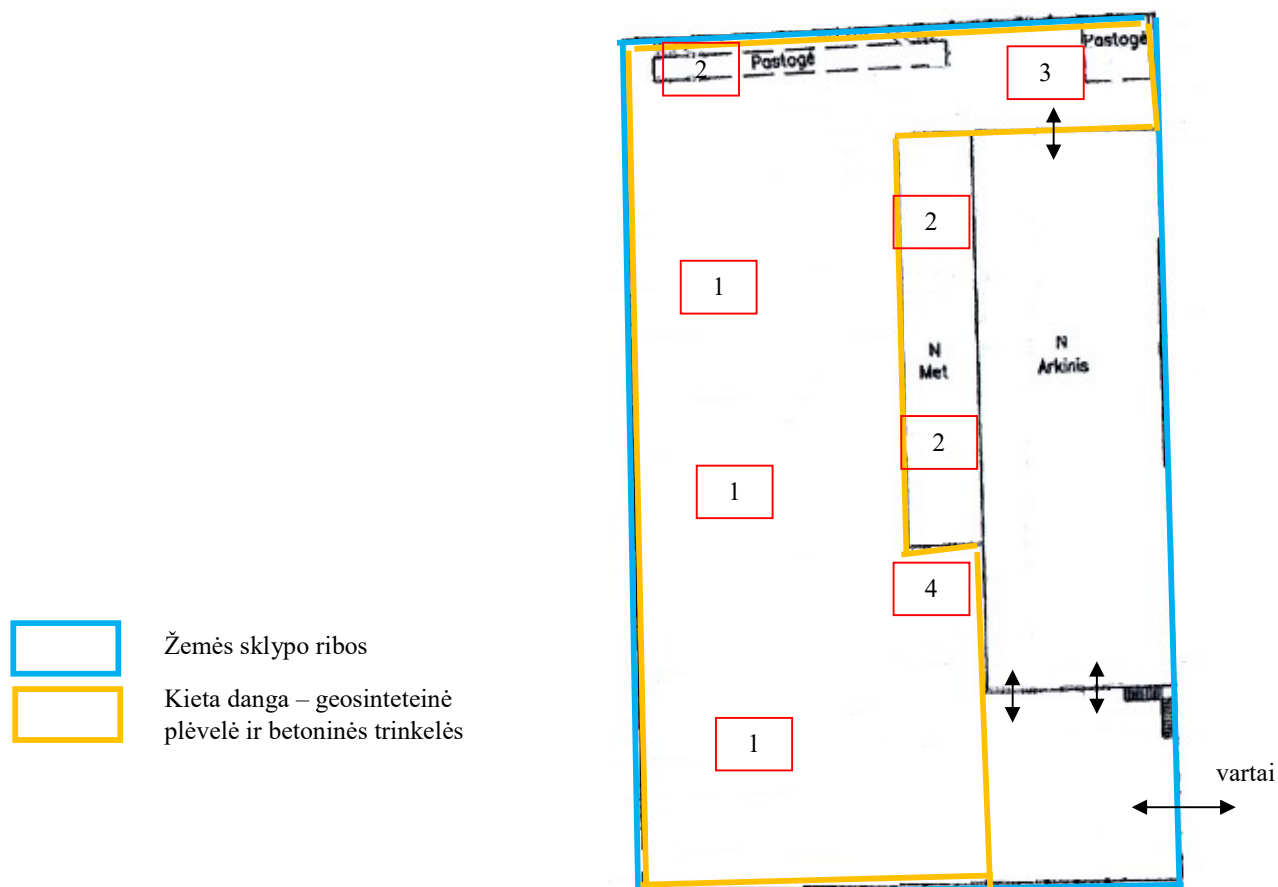 Pastogė
2
Pastogė
3
2
1
N
Met
N
Arkinis
2
1
4
Žemės sklypo ribos
Kieta danga – geosinteteinė
plėvelė ir betoninės trinkelės
1
vartai